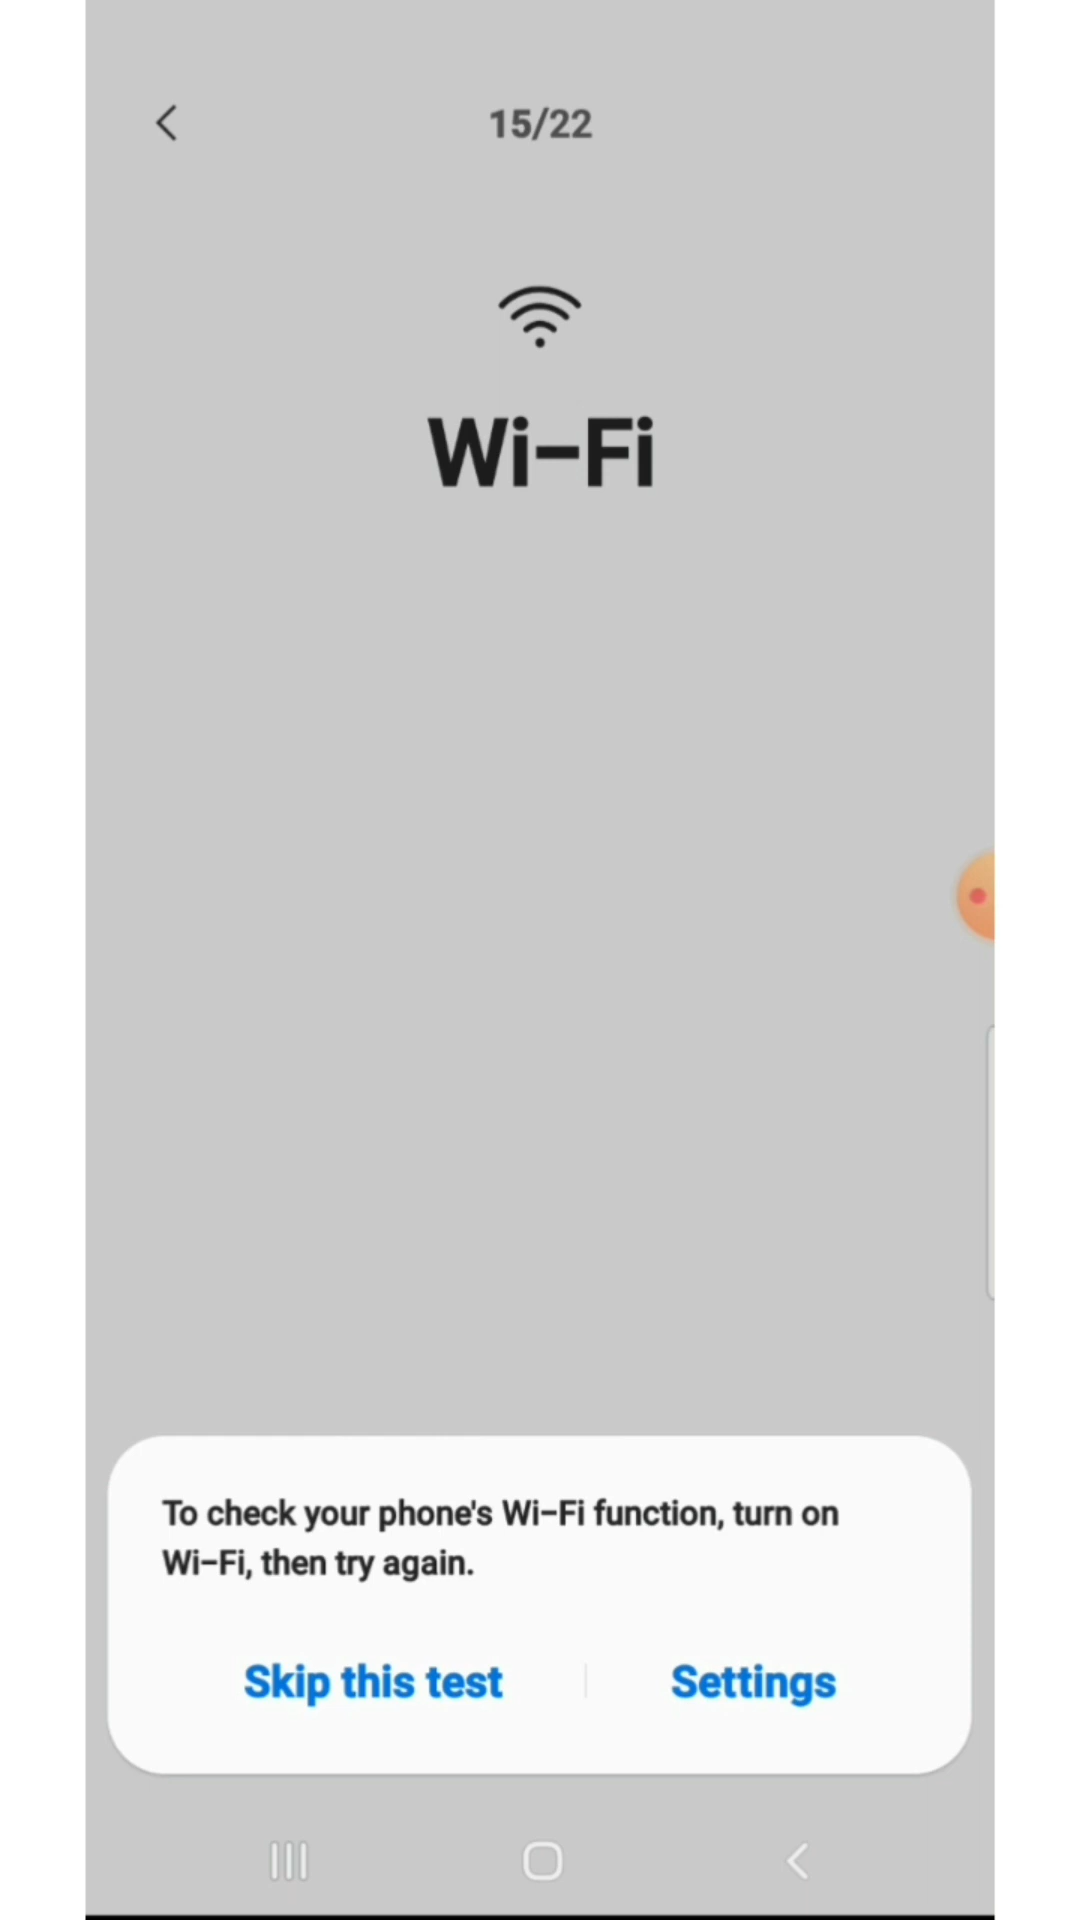 15/22
Wi-Fi
To check your phone's Wi-Fi function, turn on
Wi-Fi, then try again.
Skip this test
Settings